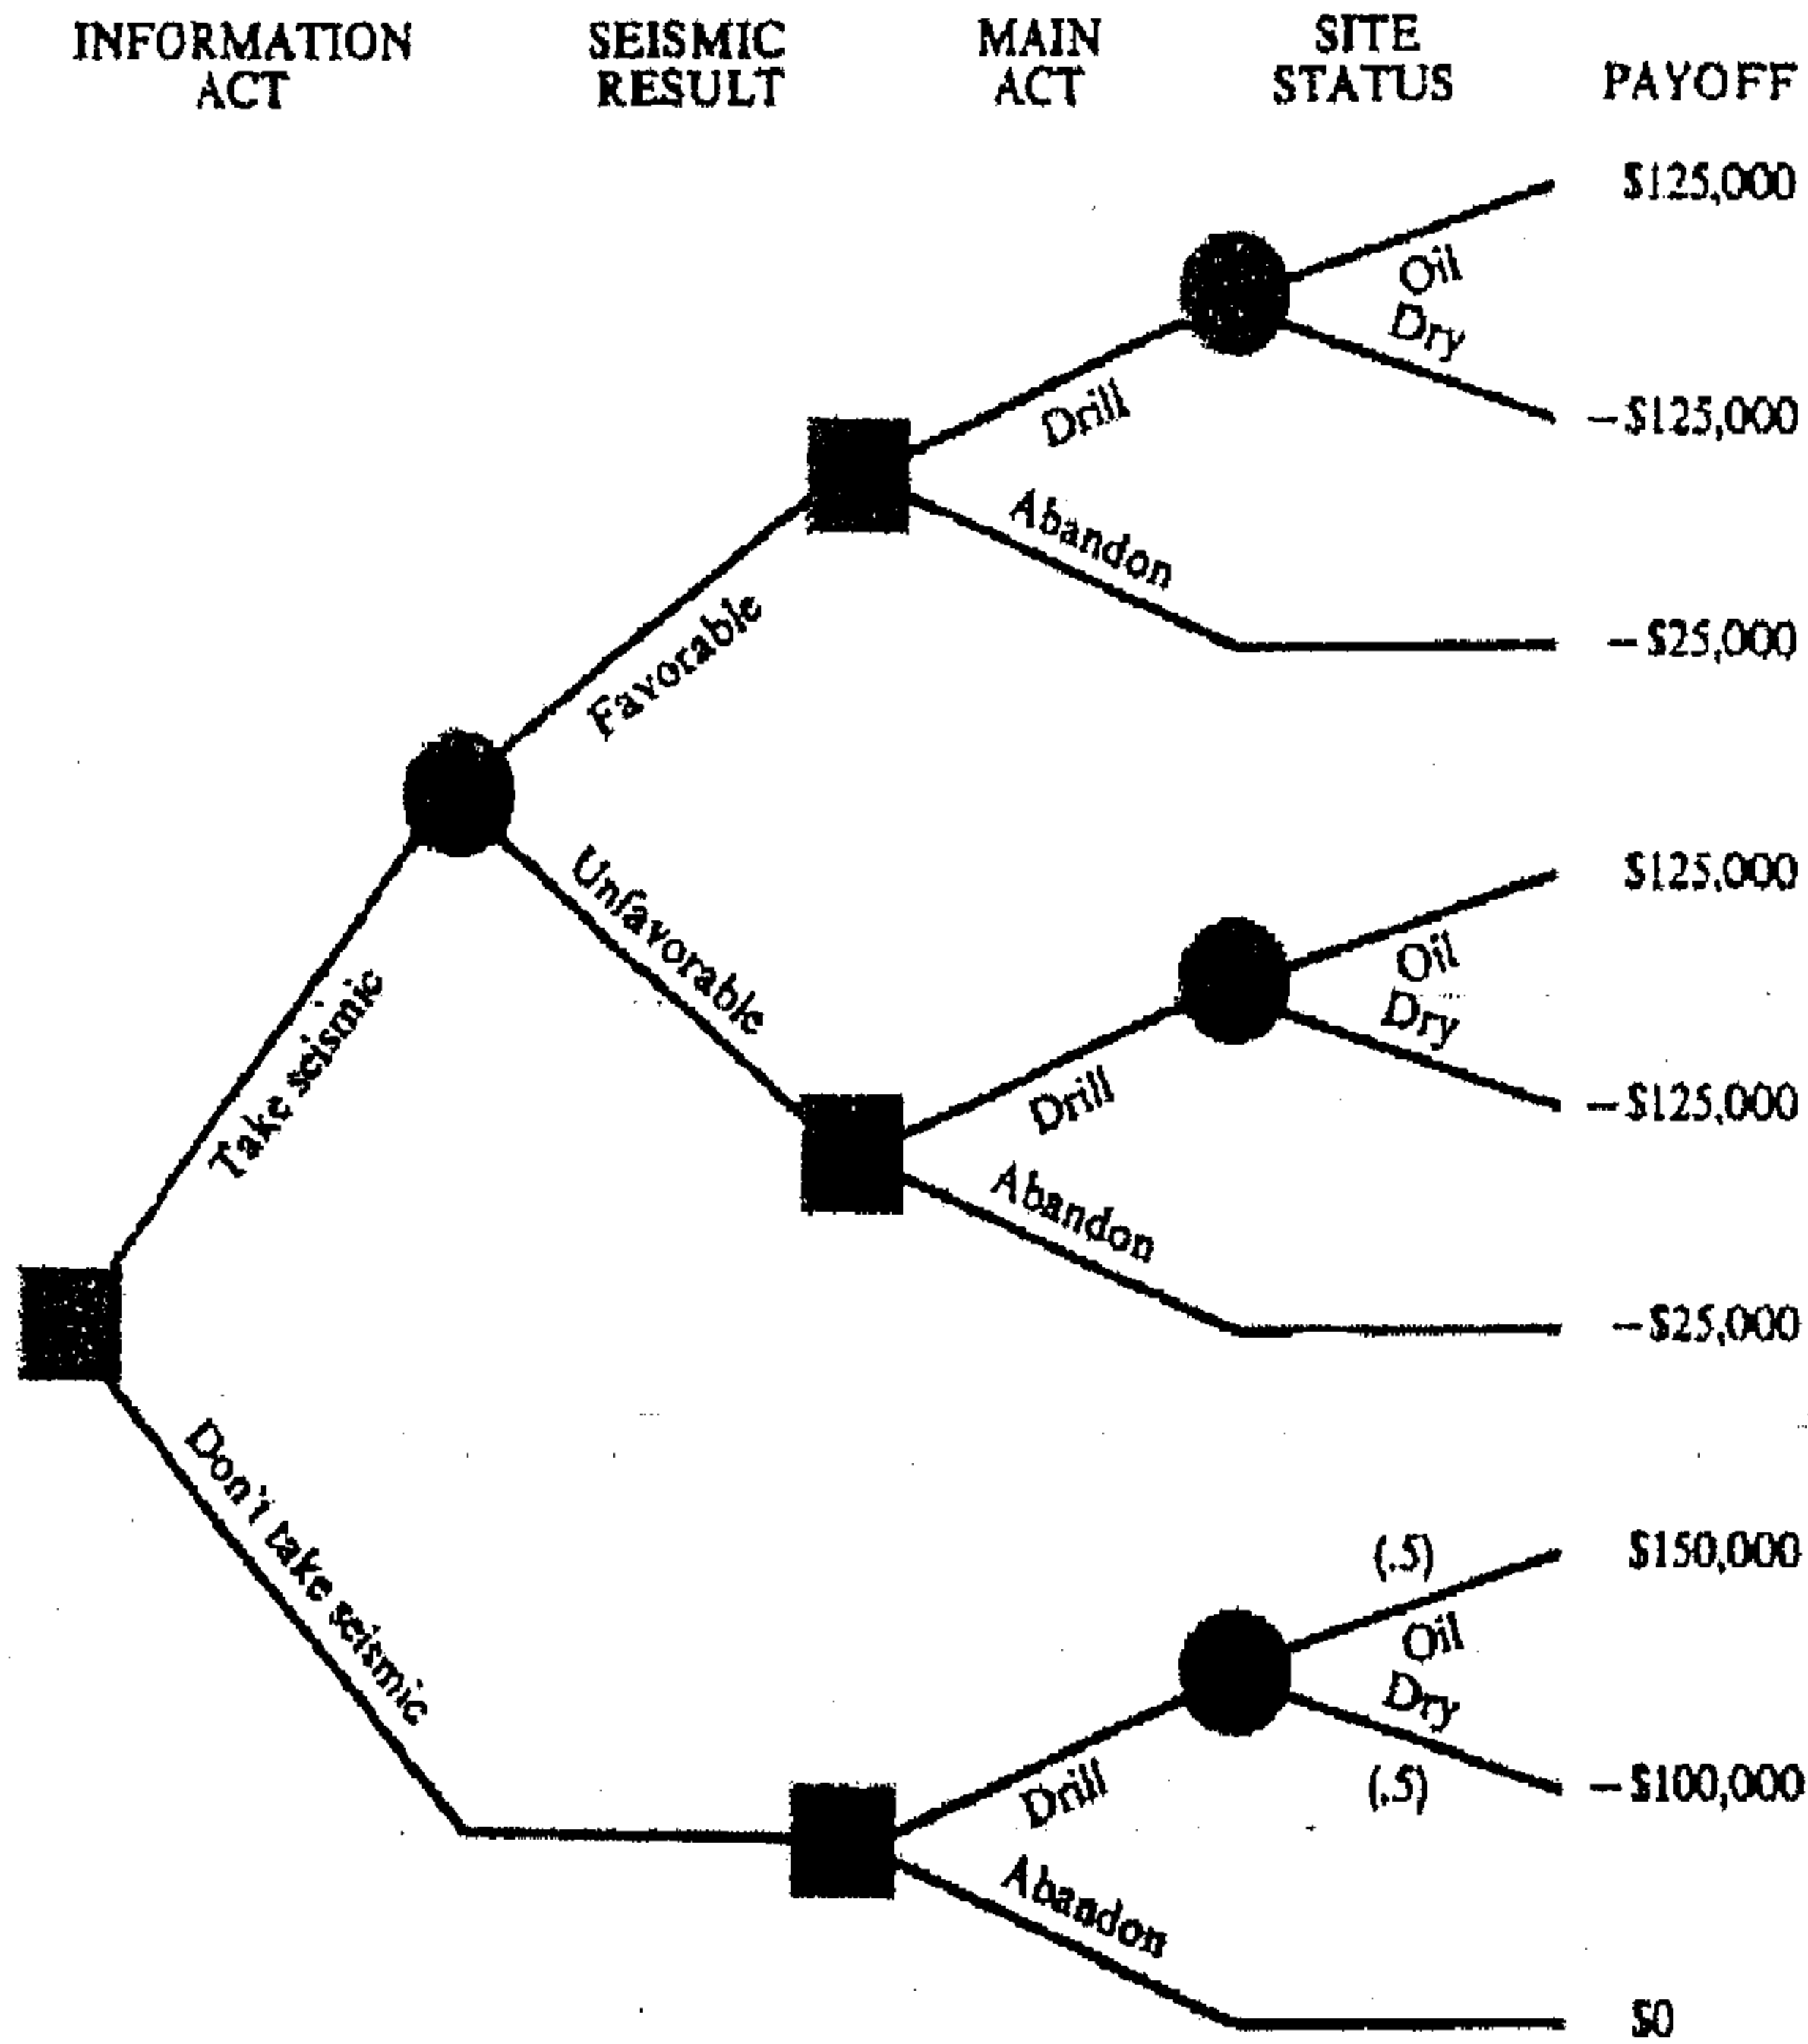 INFORMATION
ACT
SEISMIC
RESULT
MAIN
ACT
SITE
STATUS
PAYOFF
$125,000
Oil
Dry
−$125,000
Drill
Abandon
−$25,000
Favorable
Unfavorable
$125,000
Oil
Dry
−$125,000
Drill
Abandon
−$25,000
Take seismic
Don't take seismic
(.5)
$150,000
Oil
Dry
(.5)
−$100,000
Drill
Abandon
$0